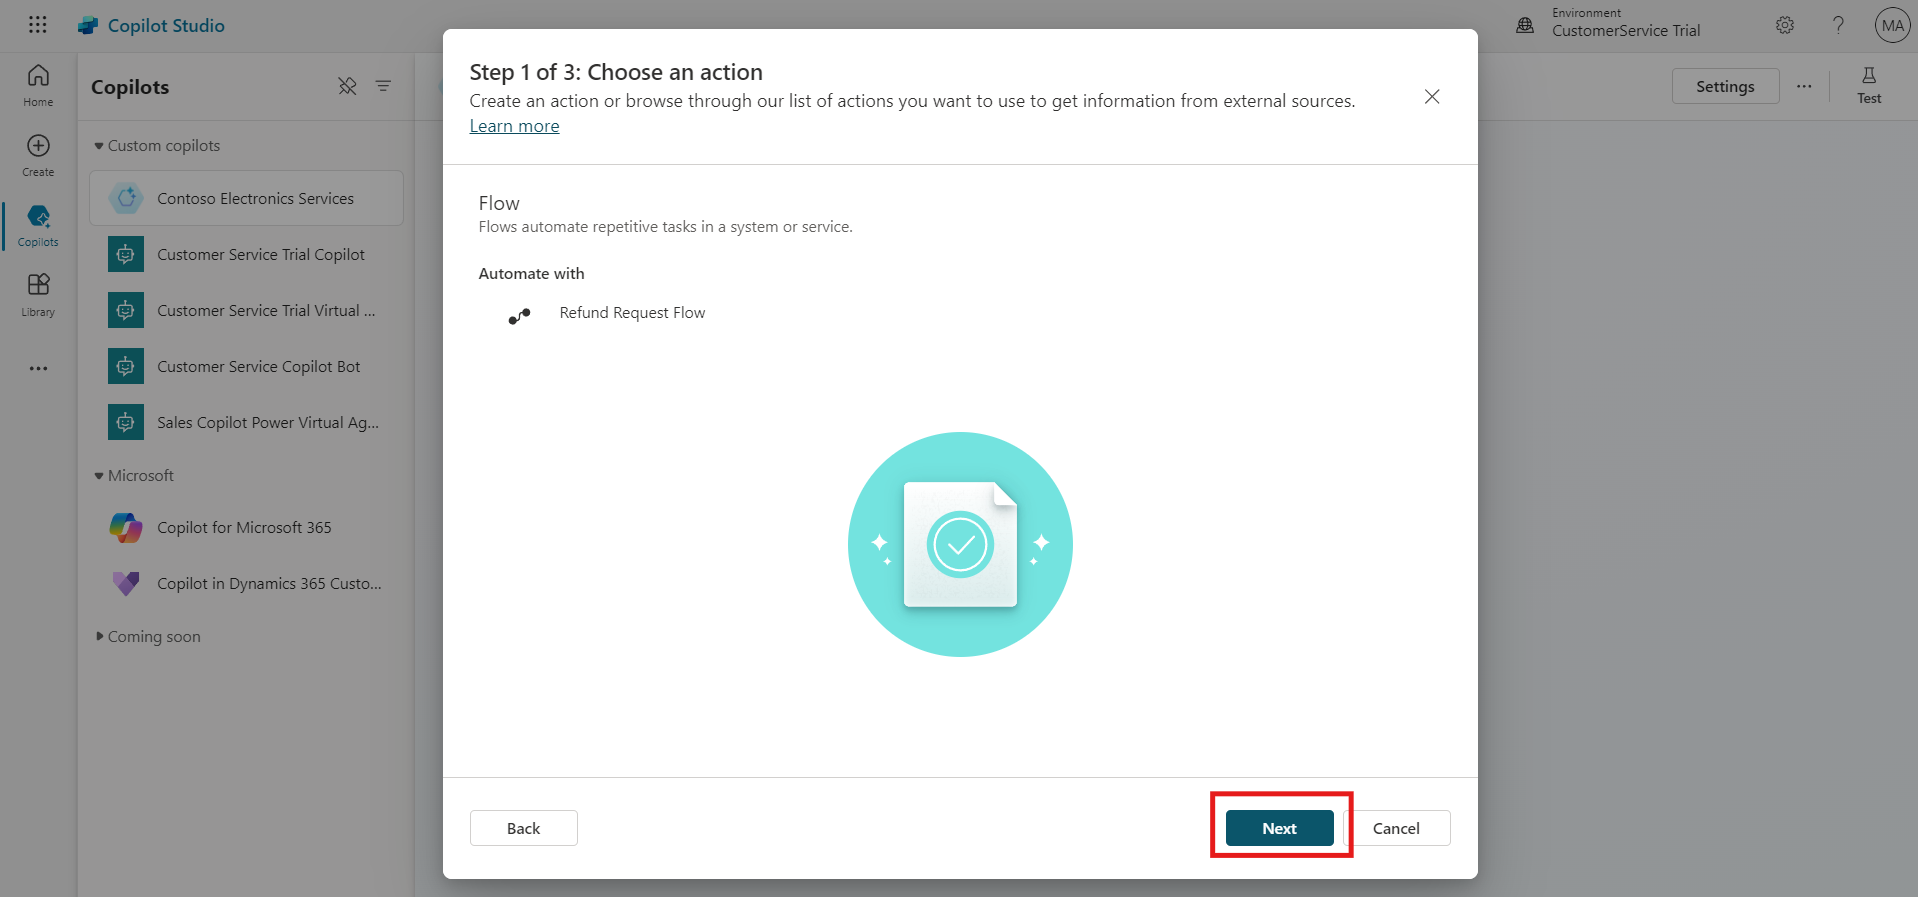 Copilot Studio
Environment
CustomerService Trial
MA
Home
Create
Copilots
Library
Copilots
Custom copilots
Contoso Electronics Services
Customer Service Trial Copilot
Customer Service Trial Virtual ...
Customer Service Copilot Bot
Sales Copilot Power Virtual Ag...
Microsoft
Copilot for Microsoft 365
Copilot in Dynamics 365 Custo...
Coming soon
Step 1 of 3: Choose an action
Create an action or browse through our list of actions you want to use to get information from external sources.
Learn more
Flow
Flows automate repetitive tasks in a system or service.
Automate with
Refund Request Flow
Back
Next
Cancel
Settings
Test